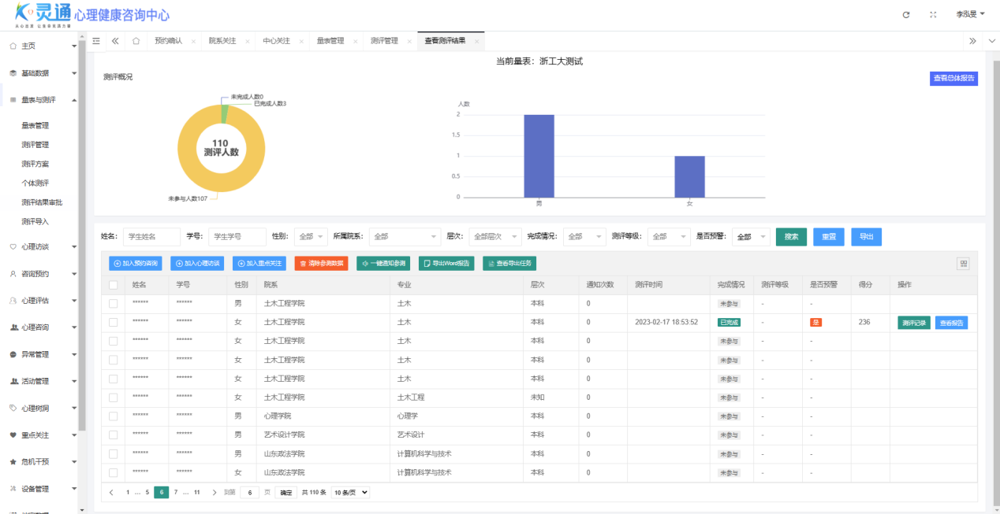 灵通 心理健康咨询中心
从心出发 让生命充满力量
李泓旻
预约确认 院系关注 中心关注 量表管理 测评管理 查看测评结果
主页
基础数据
量表与测评
量表管理
测评管理
测评方案
个体测评
测评结果审批
测评导入
心理访谈
咨询预约
心理评估
心理咨询
异常管理
活动管理
心理树洞
重点关注
危机干预
设备管理
当前量表：浙工大测试
测评概况
查看总体报告
未完成人数0
已完成人数3
110
测评人数
未参与人数107
人数
2
1.5
1
0.5
0
男 女
姓名： 学生姓名 学号： 学生学号 性别： 全部 所属院系： 全部 层次： 全部层次 完成情况： 全部 测评等级： 全部 是否预警： 全部 搜索 重置 导出
加入预约咨询 加入心理访谈 加入重点关注 清除参测数据 一键通知参测 导出Word报告 查看导出任务
姓名 学号 性别 院系 专业 层次 通知次数 测评时间 完成情况 测评等级 是否预警 得分 操作
****** ****** 男 土木工程学院 土木 本科 0 未参与 - -
****** ****** 女 土木工程学院 土木 本科 0 2023-02-17 18:53:52 已完成 - 是 236 测评记录 查看报告
****** ****** 女 土木工程学院 土木 本科 0 未参与 - -
****** ****** 女 土木工程学院 土木 本科 0 未参与 - -
****** ****** 女 土木工程学院 土木 本科 0 未参与 - -
****** ****** 女 土木工程学院 土木工程 未知 0 未参与 - -
****** ****** 男 心理学院 心理学 本科 0 未参与 - -
****** ****** 男 艺术设计学院 艺术设计 本科 0 未参与 - -
****** ****** 男 山东政法学院 计算机科学与技术 本科 0 未参与 - -
****** ****** 女 山东政法学院 计算机科学与技术 本科 0 未参与 - -
1 … 5 6 7 … 11 到第 6 页 确定 共 110 条 10 条/页